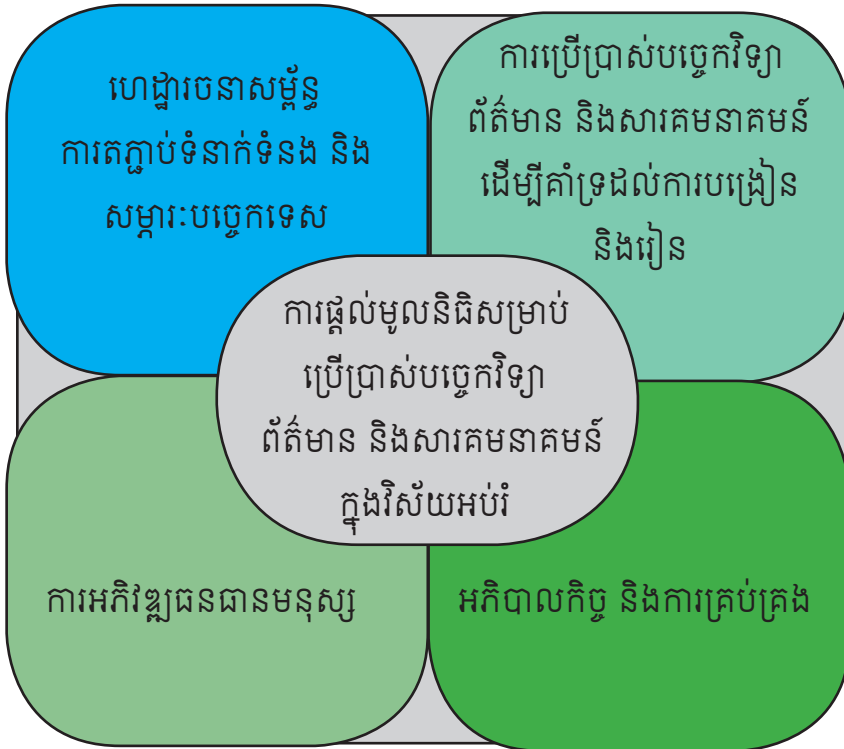 ហេដ្ឋារចនាសម្ព័ន្ធ
ការតភ្ជាប់ទំនាក់ទំនង និង
សម្ភារៈបច្ចេកទេស
ការប្រើប្រាស់បច្ចេកវិទ្យា
ព័ត៌មាន និងសារគមនាគមន៍
ដើម្បីគាំទ្រដល់ការបង្រៀន
និងរៀន
ការផ្តល់មូលនិធិសម្រាប់
ប្រើប្រាស់បច្ចេកវិទ្យា
ព័ត៌មាន និងសារគមនាគមន៍
ក្នុងវិស័យអប់រំ
ការអភិវឌ្ឍធនធានមនុស្ស
អភិបាលកិច្ច និងការគ្រប់គ្រង